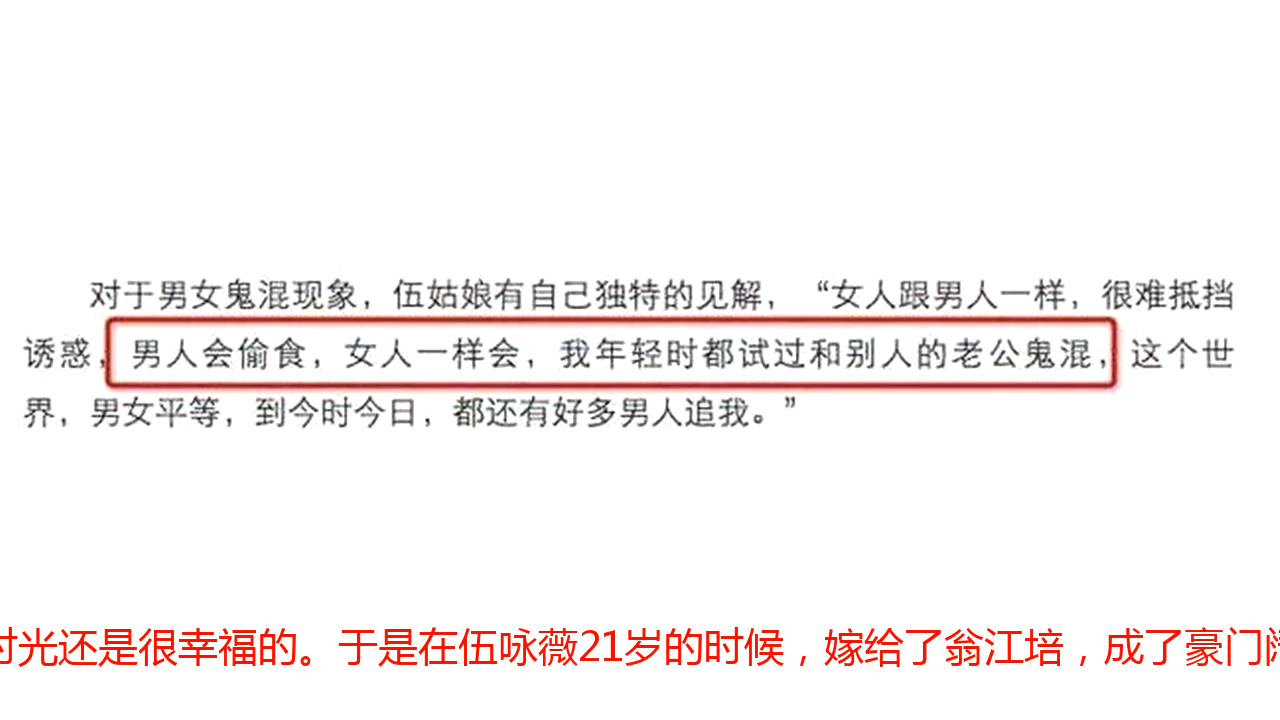 对于男女鬼混现象，伍姑娘有自己独特的见解，“女人跟男人一样，很难抵挡
诱惑，男人会偷食，女人一样会，我年轻时都试过和别人的老公鬼混，这个世
界，男女平等，到今时今日，都还有好多男人追我。”
时光还是很幸福的。于是在伍咏薇21岁的时候，嫁给了翁江培，成了豪门